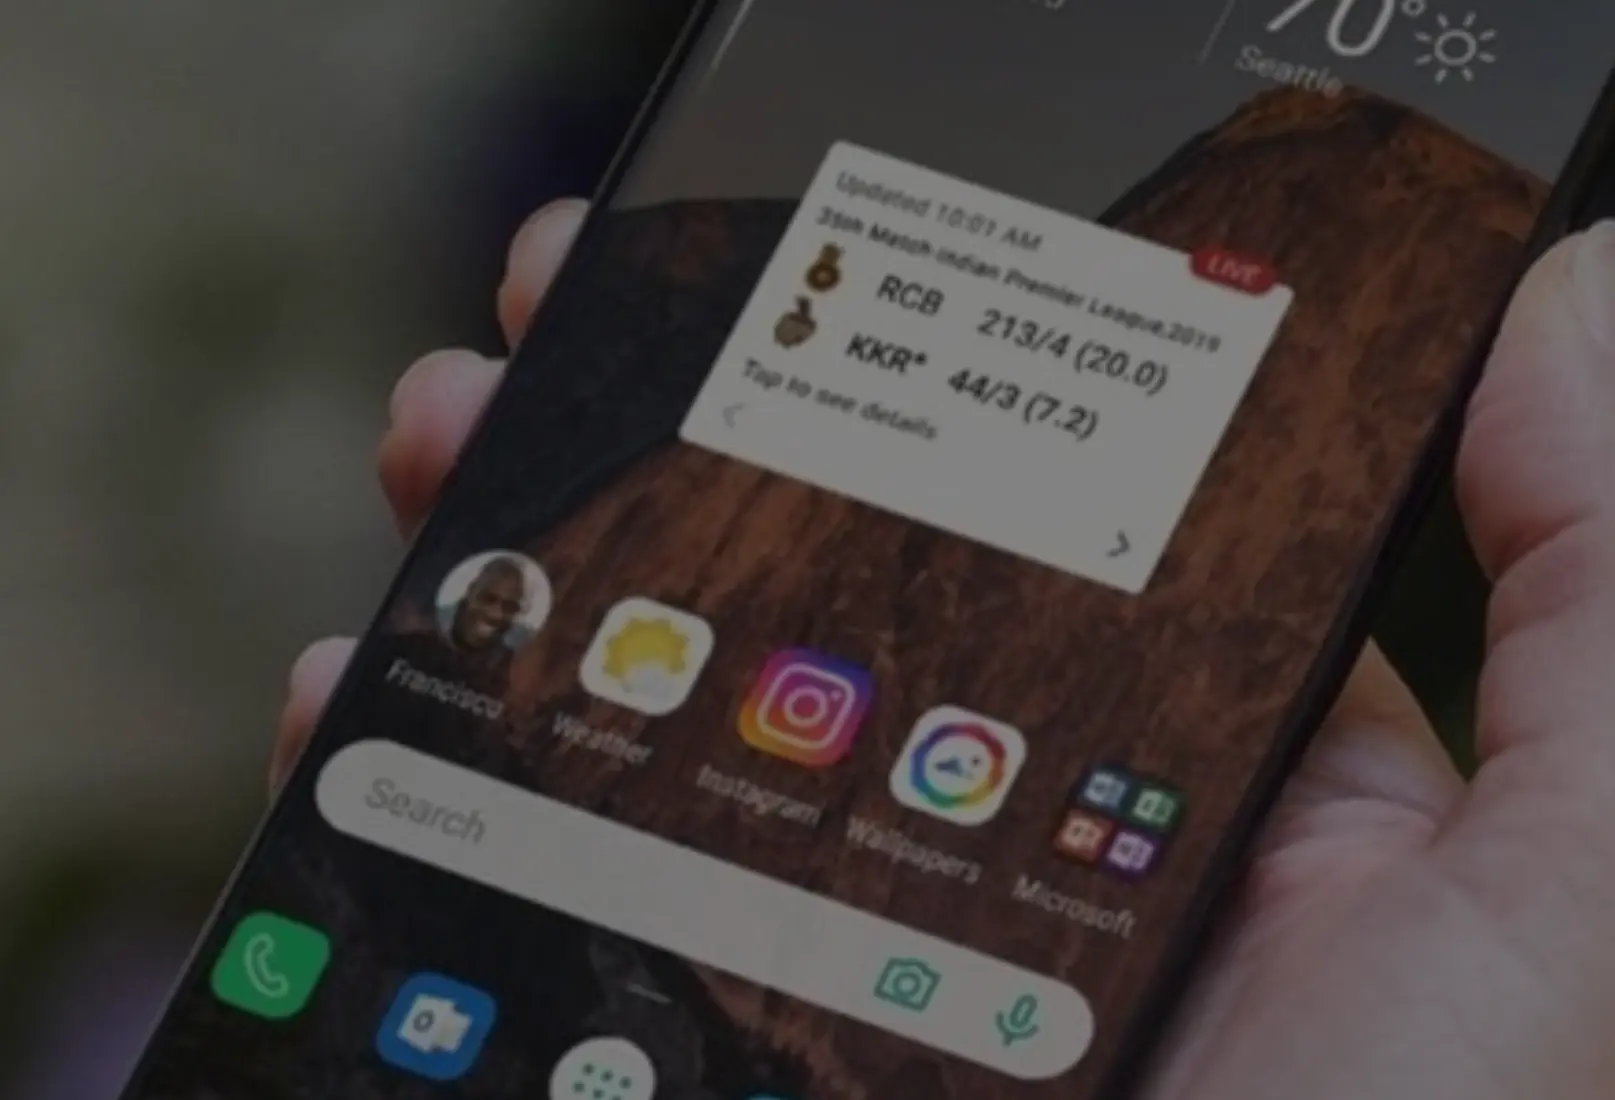 70°
Seattle
Updated 10:01 AM
LIVE
35th Match Indian Premier League,2019
RCB 213/4 (20.0)
KKR* 44/3 (7.2)
Tap to see details
Francisco
Weather
Instagram
Wallpapers
Microsoft
Search